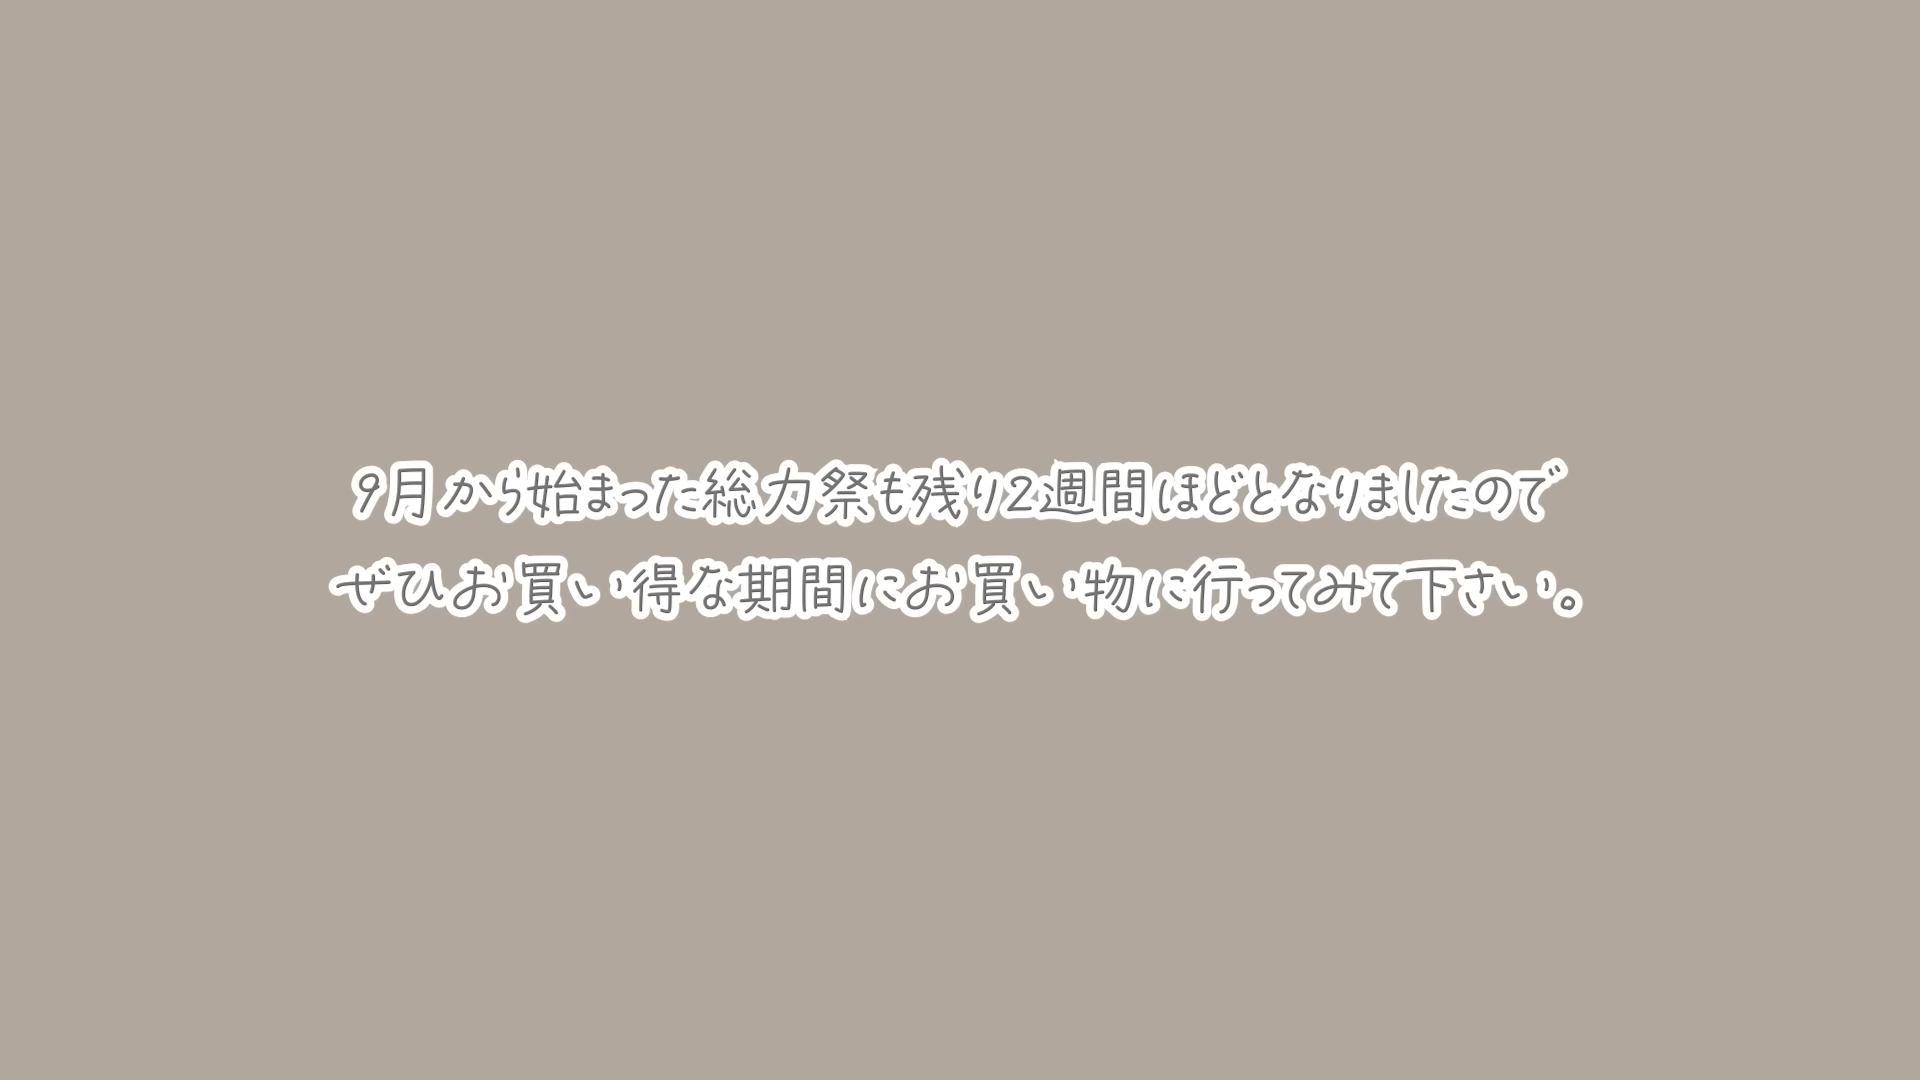 9月から始まった総力祭も残り2週間ほどとなりましたので
ぜひお買い得な期間にお買い物に行ってみて下さい。